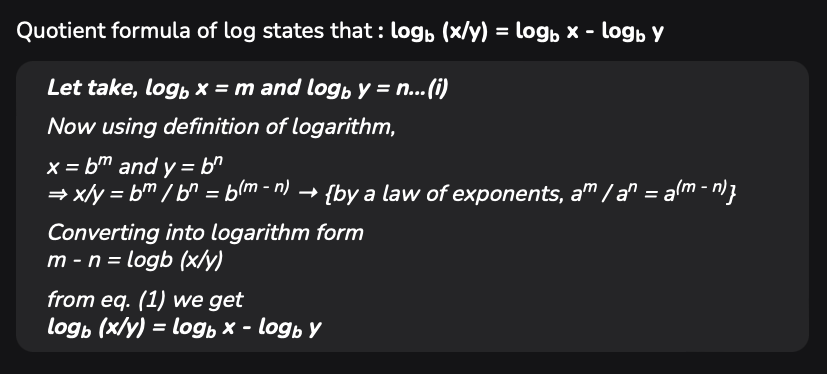 Quotient formula of log states that : log_b (x/y) = log_b x - log_b y
Let take, log_b x = m and log_b y = n...(i)
Now using definition of logarithm,
x = b^m and y = b^n
⇒ x/y = b^m / b^n = b^(m - n) → {by a law of exponents, a^m / a^n = a^(m - n)}
Converting into logarithm form
m - n = logb (x/y)
from eq. (1) we get
log_b (x/y) = log_b x - log_b y